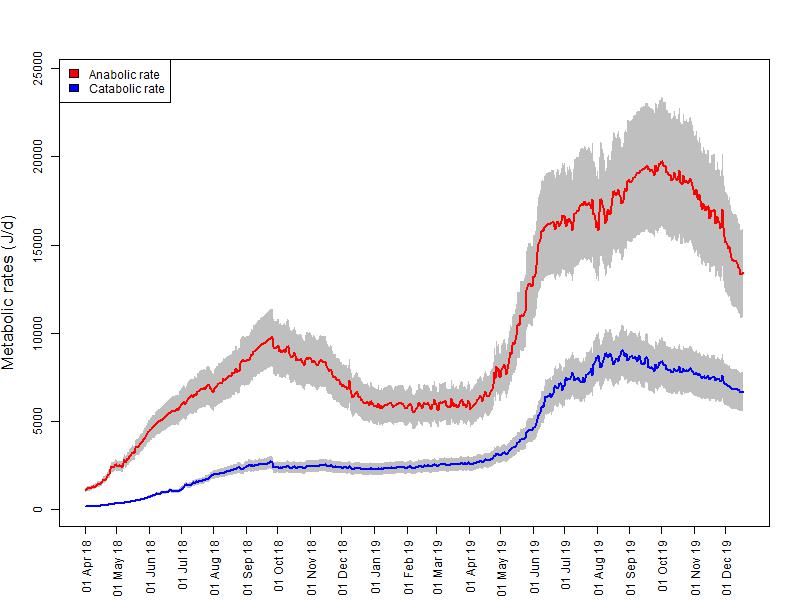 Anabolic rate
Catabolic rate
Metabolic rates (J/d)
25000
20000
15000
10000
5000
0
01 Apr 18
01 May 18
01 Jun 18
01 Jul 18
01 Aug 18
01 Sep 18
01 Oct 18
01 Nov 18
01 Dec 18
01 Jan 19
01 Feb 19
01 Mar 19
01 Apr 19
01 May 19
01 Jun 19
01 Jul 19
01 Aug 19
01 Sep 19
01 Oct 19
01 Nov 19
01 Dec 19